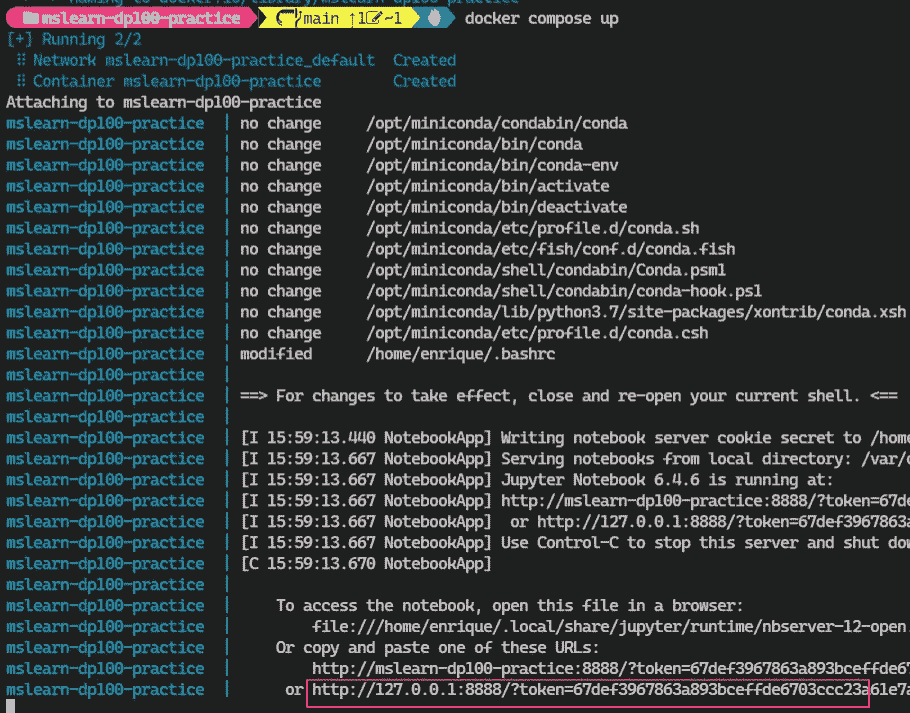 mslearn-dp100-practice main ↑1 ~1 docker compose up
[+] Running 2/2
⠿ Network mslearn-dp100-practice_default Created
⠿ Container mslearn-dp100-practice Created
Attaching to mslearn-dp100-practice
mslearn-dp100-practice | no change /opt/miniconda/condabin/conda
mslearn-dp100-practice | no change /opt/miniconda/bin/conda
mslearn-dp100-practice | no change /opt/miniconda/bin/conda-env
mslearn-dp100-practice | no change /opt/miniconda/bin/activate
mslearn-dp100-practice | no change /opt/miniconda/bin/deactivate
mslearn-dp100-practice | no change /opt/miniconda/etc/profile.d/conda.sh
mslearn-dp100-practice | no change /opt/miniconda/etc/fish/conf.d/conda.fish
mslearn-dp100-practice | no change /opt/miniconda/shell/condabin/Conda.psm1
mslearn-dp100-practice | no change /opt/miniconda/shell/condabin/conda-hook.ps1
mslearn-dp100-practice | no change /opt/miniconda/lib/python3.7/site-packages/xontrib/conda.xsh
mslearn-dp100-practice | no change /opt/miniconda/etc/profile.d/conda.csh
mslearn-dp100-practice | modified /home/enrique/.bashrc
mslearn-dp100-practice |
mslearn-dp100-practice | ==> For changes to take effect, close and re-open your current shell. <==
mslearn-dp100-practice |
mslearn-dp100-practice | [I 15:59:13.440 NotebookApp] Writing notebook server cookie secret to /home
mslearn-dp100-practice | [I 15:59:13.667 NotebookApp] Serving notebooks from local directory: /var/
mslearn-dp100-practice | [I 15:59:13.667 NotebookApp] Jupyter Notebook 6.4.6 is running at:
mslearn-dp100-practice | [I 15:59:13.667 NotebookApp] http://mslearn-dp100-practice:8888/?token=67de
mslearn-dp100-practice | [I 15:59:13.667 NotebookApp] or http://127.0.0.1:8888/?token=67def3967863a
mslearn-dp100-practice | [I 15:59:13.667 NotebookApp] Use Control-C to stop this server and shut dow
mslearn-dp100-practice | [C 15:59:13.670 NotebookApp]
mslearn-dp100-practice |
mslearn-dp100-practice | To access the notebook, open this file in a browser:
mslearn-dp100-practice | file:///home/enrique/.local/share/jupyter/runtime/nbserver-12-open.
mslearn-dp100-practice | Or copy and paste one of these URLs:
mslearn-dp100-practice | http://mslearn-dp100-practice:8888/?token=67def3967863a893bceffde67
mslearn-dp100-practice | or http://127.0.0.1:8888/?token=67def3967863a893bceffde6703ccc23a61e7a